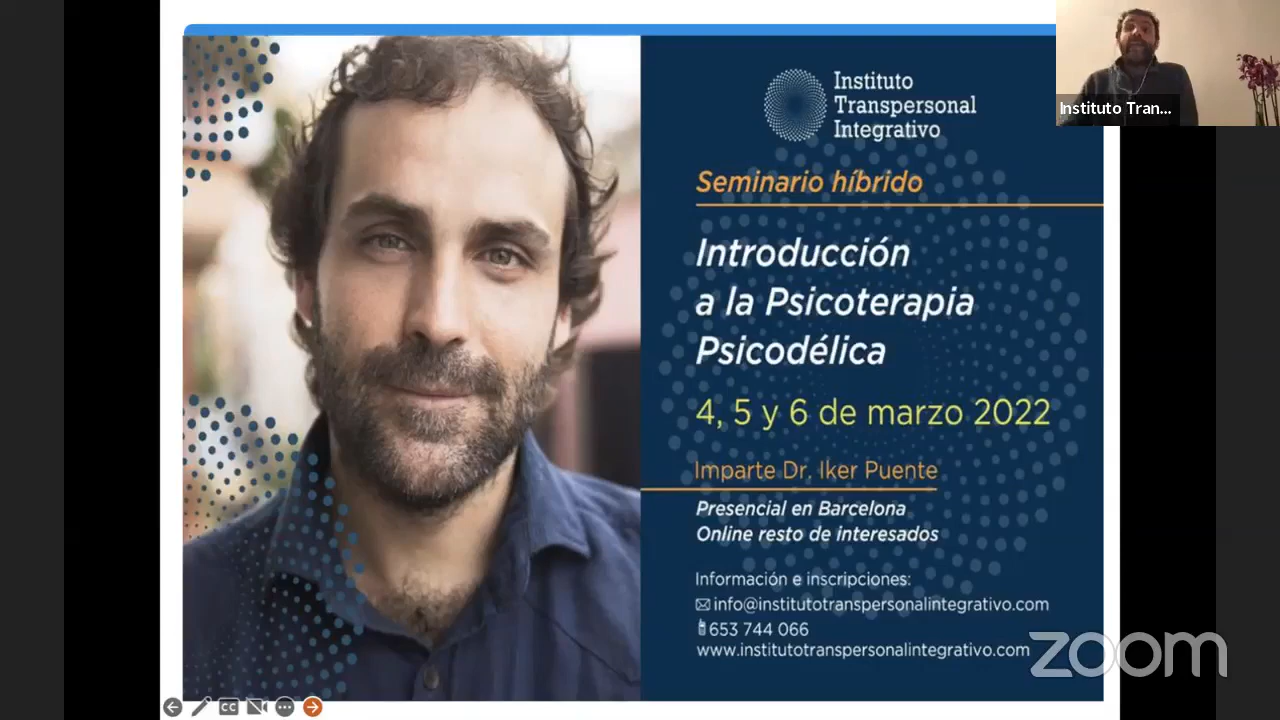 Instituto
Transpersonal
Integrativo
Instituto Tran...
Seminario híbrido
Introducción
a la Psicoterapia
Psicodélica
4, 5 y 6 de marzo 2022
Imparte Dr. Iker Puente
Presencial en Barcelona
Online resto de interesados
Información e inscripciones:
info@institutotranspersonalintegrativo.com
653 744 066
www.institutotranspersonalintegrativo.com
zoom
CC